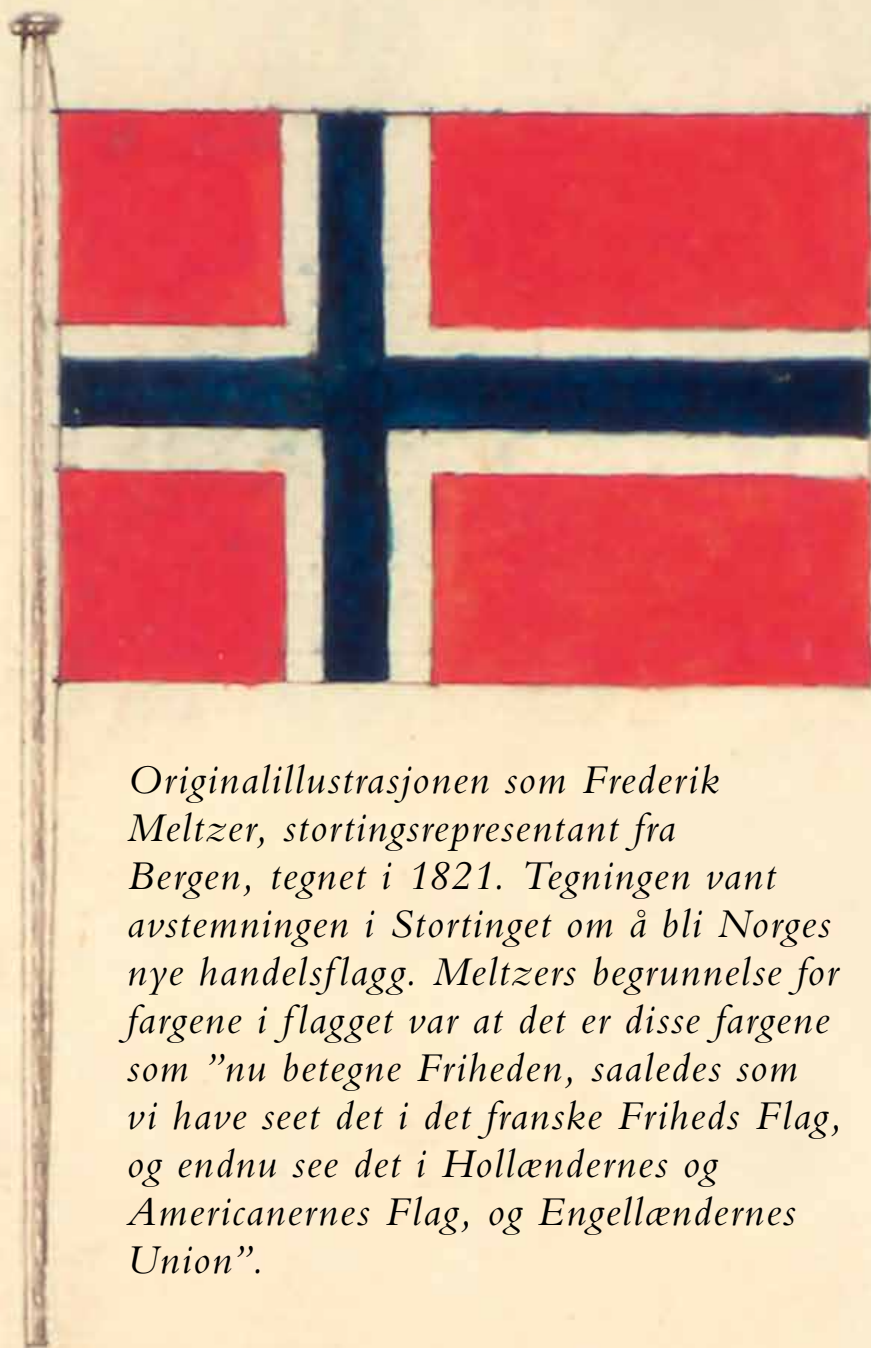 Originalillustrasjonen som Frederik
Meltzer, stortingsrepresentant fra
Bergen, tegnet i 1821. Tegningen vant
avstemningen i Stortinget om å bli Norges
nye handelsflagg. Meltzers begrunnelse for
fargene i flagget var at det er disse fargene
som ”nu betegne Friheden, saaledes som
vi have seet det i det franske Friheds Flag,
og endnu see det i Hollændernes og
Americanernes Flag, og Engellændernes
Union”.